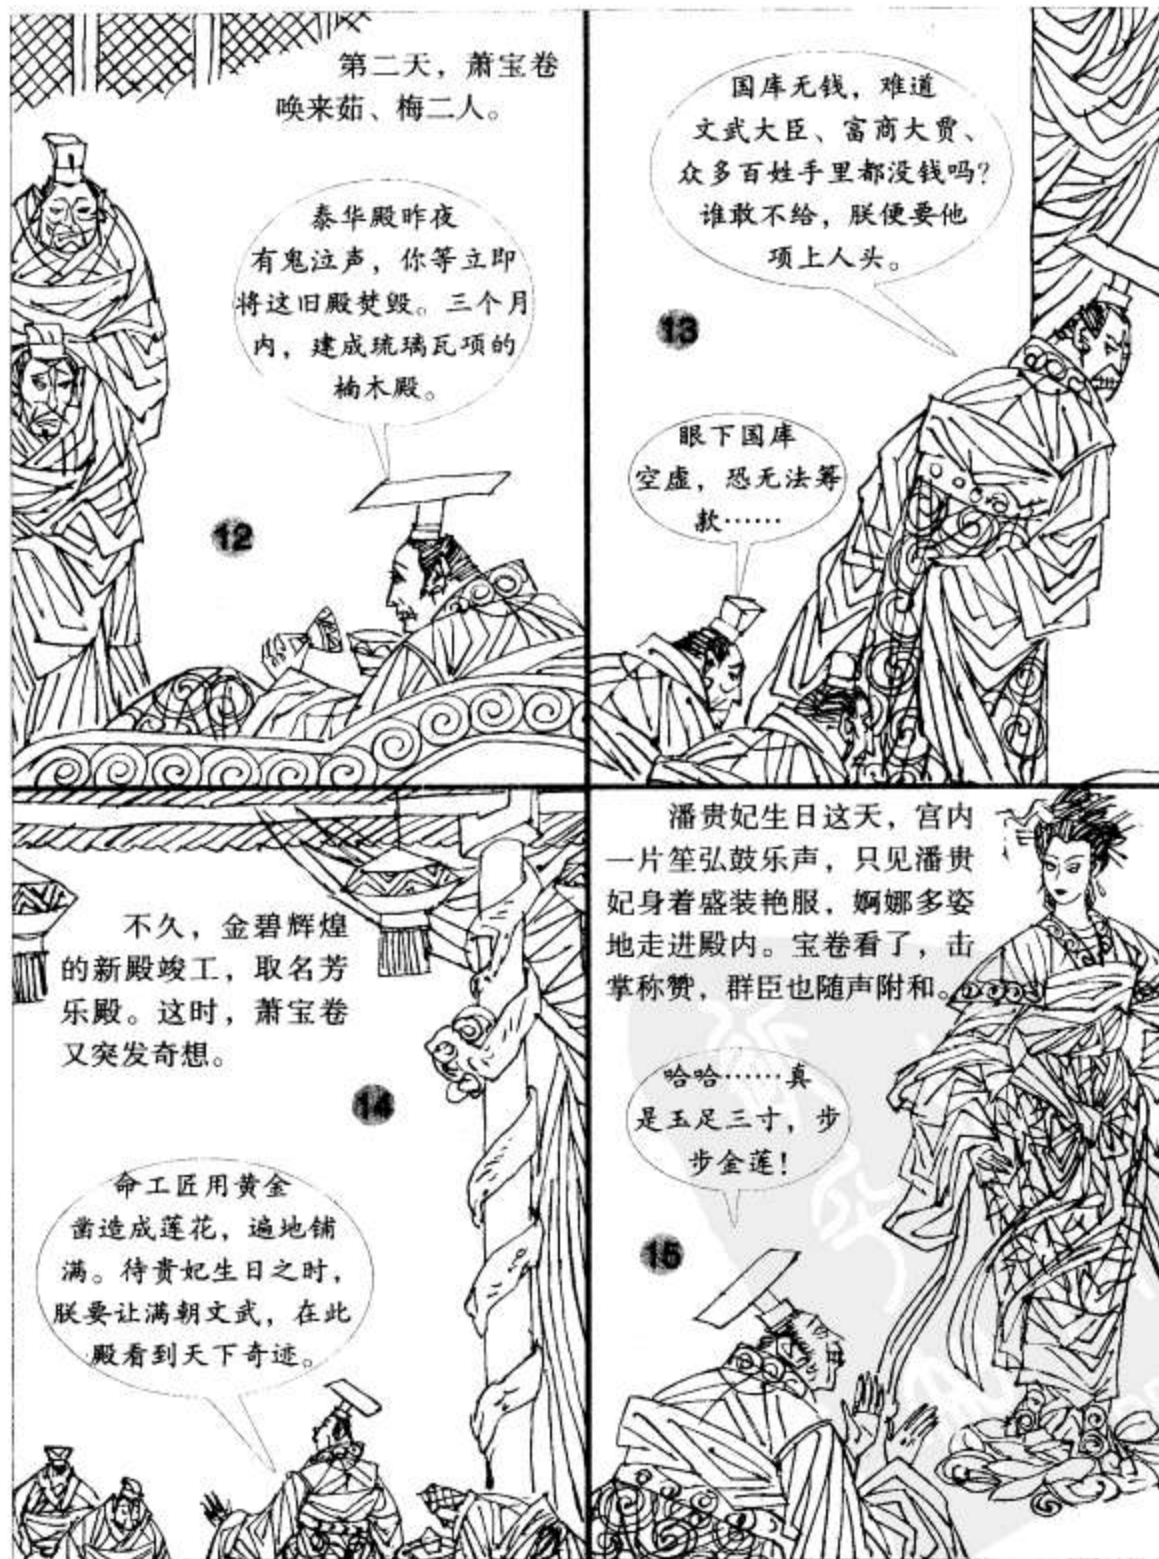 第二天，萧宝卷
唤来茹、梅二人。
泰华殿昨夜
有鬼泣声，你等立即
将这旧殿焚毁。三个月
内，建成琉璃瓦项的
楠木殿。
12
国库无钱，难道
文武大臣、富商大贾、
众多百姓手里都没钱吗？
谁敢不给，朕便要他
项上人头。
13
眼下国库
空虚，恐无法筹
款……
不久，金碧辉煌
的新殿竣工，取名芳
乐殿。这时，萧宝卷
又突发奇想。
14
命工匠用黄金
凿造成莲花，遍地铺
满。待贵妃生日之时，
朕要让满朝文武，在此
殿看到天下奇迹。
潘贵妃生日这天，宫内
一片笙弘鼓乐声，只见潘贵
妃身着盛装艳服，婀娜多姿
地走进殿内。宝卷看了，击
掌称赞，群臣也随声附和。
哈哈……真
是玉足三寸，步
步金莲！
15